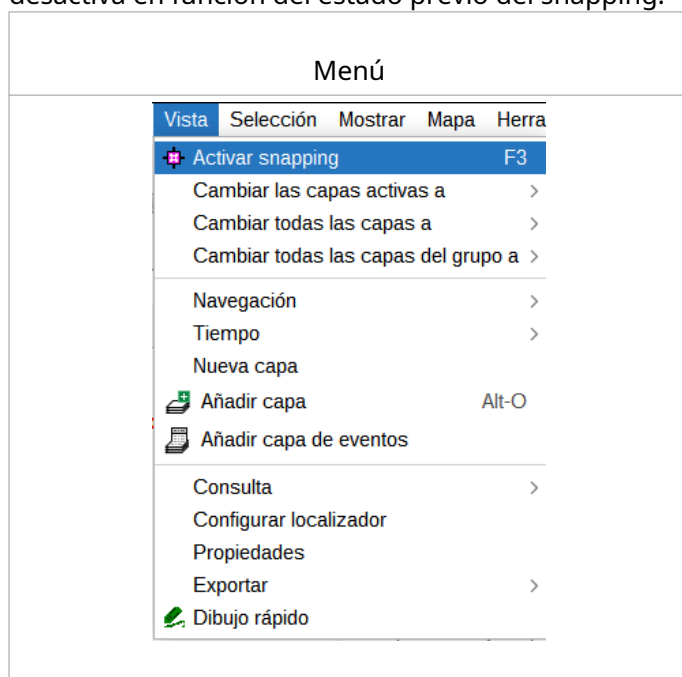 desactiva en función del estado previo del snapping.
Menú
Vista Selección Mostrar Mapa Herra
Activar snapping F3
Cambiar las capas activas a
Cambiar todas las capas a
Cambiar todas las capas del grupo a
Navegación
Tiempo
Nueva capa
Añadir capa Alt-O
Añadir capa de eventos
Consulta
Configurar localizador
Propiedades
Exportar
Dibujo rápido